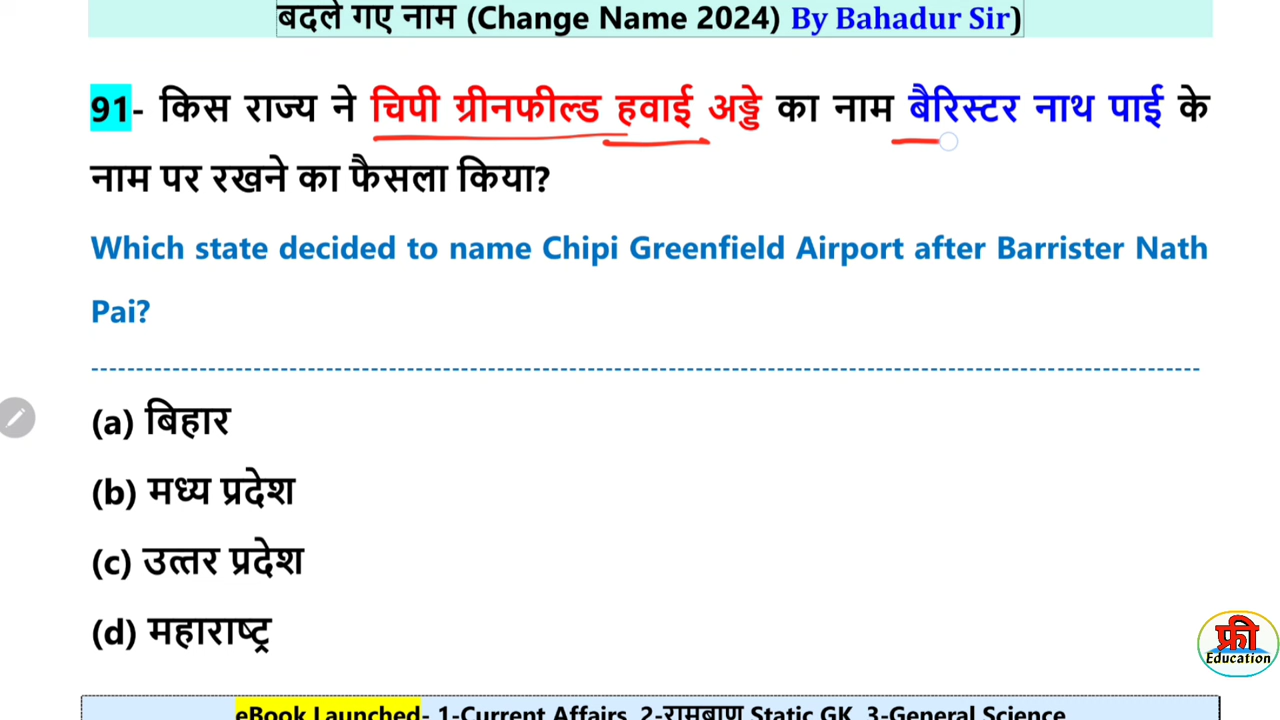 बदले गए नाम (Change Name 2024) By Bahadur Sir)
91- किस राज्य ने चिपी ग्रीनफील्ड हवाई अड्डे का नाम बैरिस्टर नाथ पाई के
नाम पर रखने का फैसला किया?
Which state decided to name Chipi Greenfield Airport after Barrister Nath
Pai?
(a) बिहार
(b) मध्य प्रदेश
(c) उत्तर प्रदेश
(d) महाराष्ट्र
फ्री
Education
eBook Launched- 1-Current Affairs, 2-रामबाण Static GK, 3-General Science